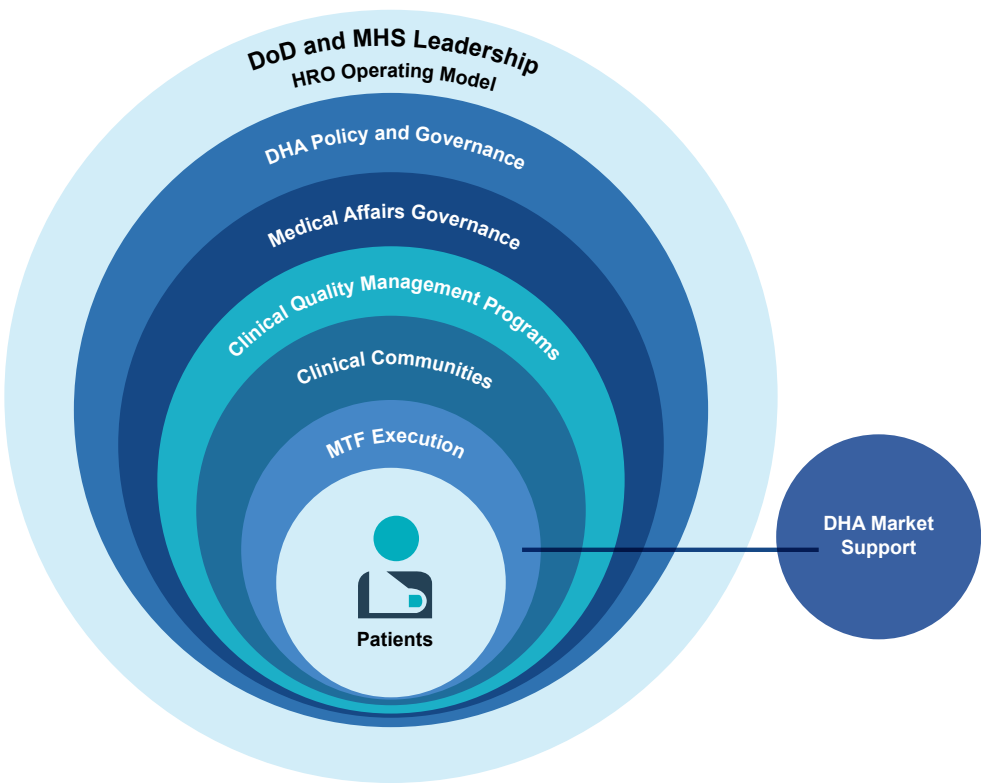 DoD and MHS Leadership
HRO Operating Model
DHA Policy and Governance
Medical Affairs Governance
Clinical Quality Management Programs
Clinical Communities
MTF Execution
Patients
DHA Market
Support